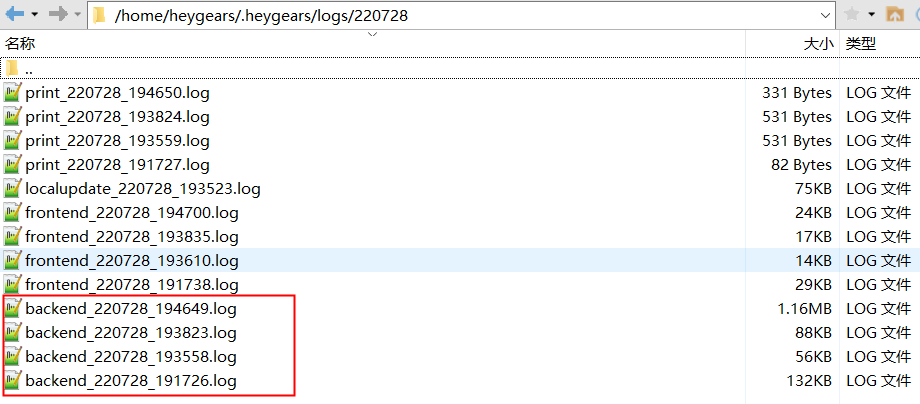 /home/heygears/.heygears/logs/220728
名称 大小 类型
..
print_220728_194650.log 331 Bytes LOG 文件
print_220728_193824.log 531 Bytes LOG 文件
print_220728_193559.log 531 Bytes LOG 文件
print_220728_191727.log 82 Bytes LOG 文件
localupdate_220728_193523.log 75KB LOG 文件
frontend_220728_194700.log 24KB LOG 文件
frontend_220728_193835.log 17KB LOG 文件
frontend_220728_193610.log 14KB LOG 文件
frontend_220728_191738.log 29KB LOG 文件
backend_220728_194649.log 1.16MB LOG 文件
backend_220728_193823.log 88KB LOG 文件
backend_220728_193558.log 56KB LOG 文件
backend_220728_191726.log 132KB LOG 文件